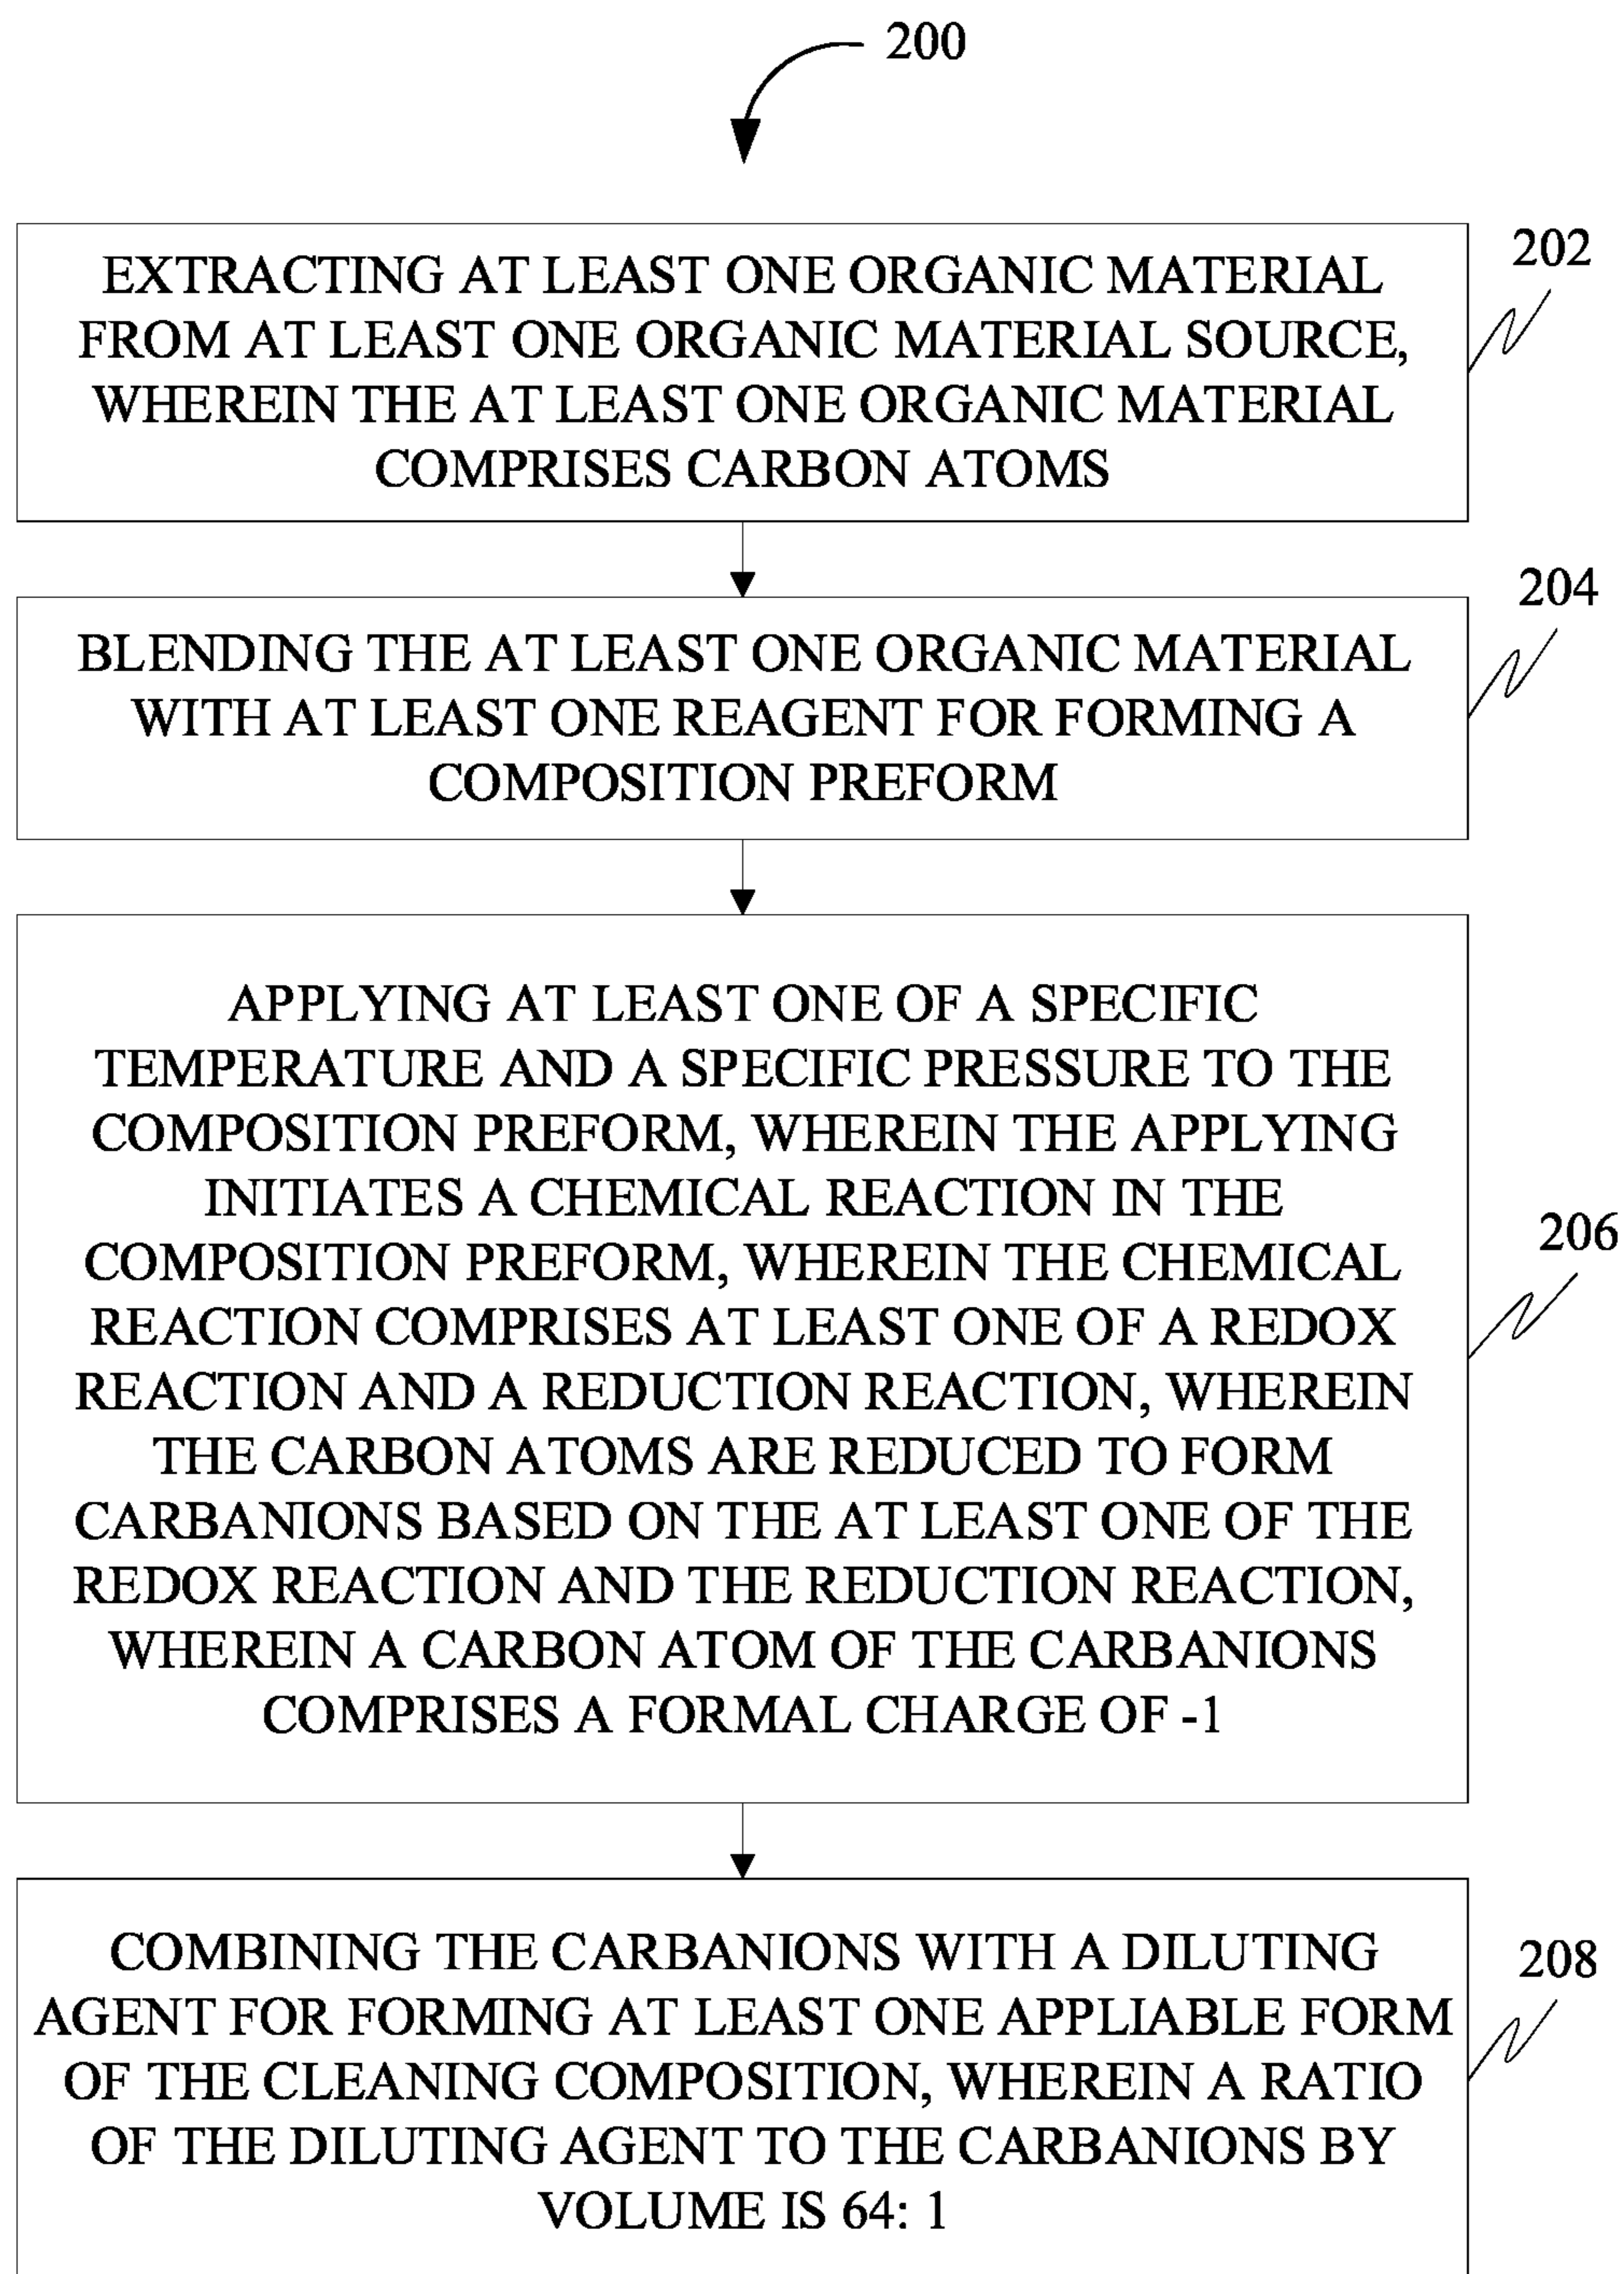 200
EXTRACTING AT LEAST ONE ORGANIC MATERIAL
FROM AT LEAST ONE ORGANIC MATERIAL SOURCE,
WHEREIN THE AT LEAST ONE ORGANIC MATERIAL
COMPRISES CARBON ATOMS
202
BLENDING THE AT LEAST ONE ORGANIC MATERIAL
WITH AT LEAST ONE REAGENT FOR FORMING A
COMPOSITION PREFORM
204
APPLYING AT LEAST ONE OF A SPECIFIC
TEMPERATURE AND A SPECIFIC PRESSURE TO THE
COMPOSITION PREFORM, WHEREIN THE APPLYING
INITIATES A CHEMICAL REACTION IN THE
COMPOSITION PREFORM, WHEREIN THE CHEMICAL
REACTION COMPRISES AT LEAST ONE OF A REDOX
REACTION AND A REDUCTION REACTION, WHEREIN
THE CARBON ATOMS ARE REDUCED TO FORM
CARBANIONS BASED ON THE AT LEAST ONE OF THE
REDOX REACTION AND THE REDUCTION REACTION,
WHEREIN A CARBON ATOM OF THE CARBANIONS
COMPRISES A FORMAL CHARGE OF -1
206
COMBINING THE CARBANIONS WITH A DILUTING
AGENT FOR FORMING AT LEAST ONE APPLIABLE FORM
OF THE CLEANING COMPOSITION, WHEREIN A RATIO
OF THE DILUTING AGENT TO THE CARBANIONS BY
VOLUME IS 64: 1
208